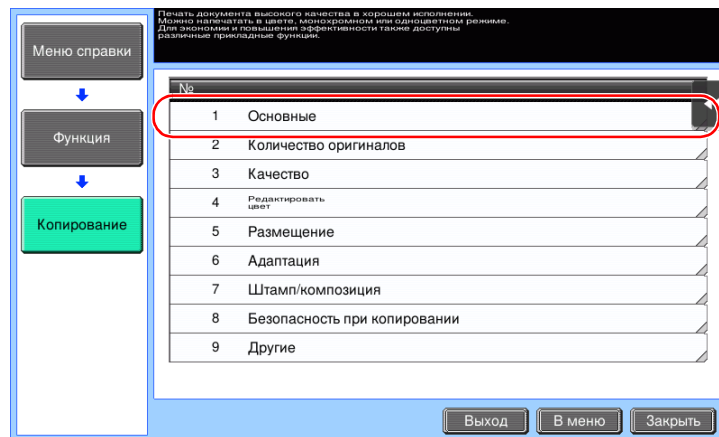 Печать документа высокого качества в хорошем исполнении.
Можно напечатать в цвете, монохромном или одноцветном режиме.
Для экономии и повышения эффективности также доступны
различные прикладные функции.
Меню справки
Функция
Копирование
№
1 Основные
2 Количество оригиналов
3 Качество
4 Редактировать
цвет
5 Размещение
6 Адаптация
7 Штамп/композиция
8 Безопасность при копировании
9 Другие
Выход В меню Закрыть